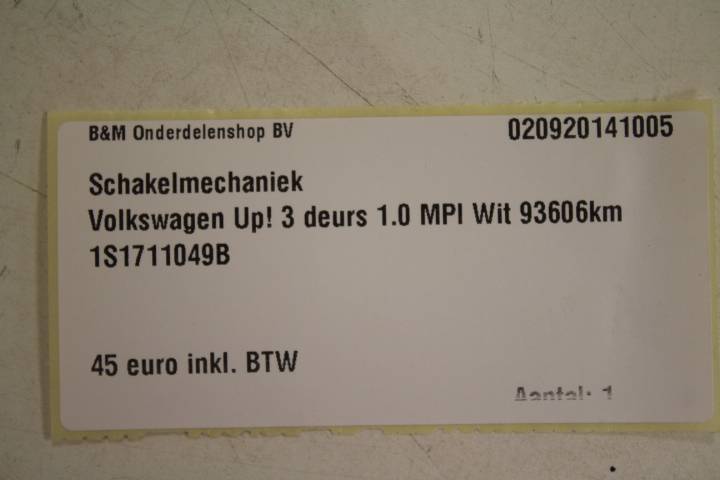 B&M Onderdelenshop BV 020920141005
Schakelmechaniek
Volkswagen Up! 3 deurs 1.0 MPI Wit 93606km
1S1711049B
45 euro inkl. BTW
Aantal: 1